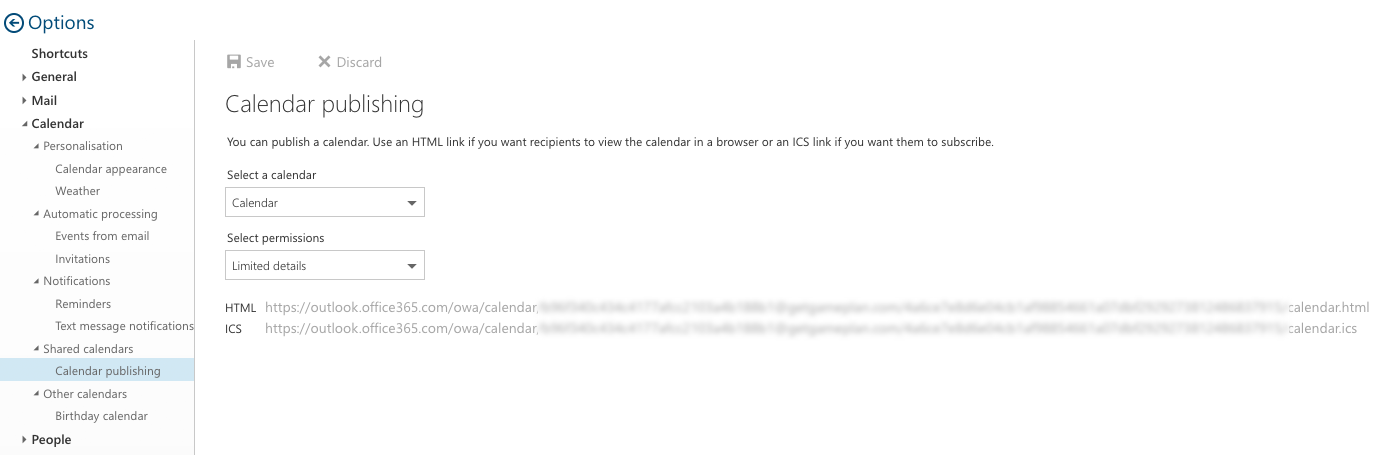 Options
Shortcuts
General
Mail
Calendar
Personalisation
Calendar appearance
Weather
Automatic processing
Events from email
Invitations
Notifications
Reminders
Text message notifications
Shared calendars
Calendar publishing
Other calendars
Birthday calendar
People
Save Discard
Calendar publishing
You can publish a calendar. Use an HTML link if you want recipients to view the calendar in a browser or an ICS link if you want them to subscribe.
Select a calendar
Calendar
Select permissions
Limited details
HTML https://outlook.office365.com/owa/calendar/ calendar.html
ICS https://outlook.office365.com/owa/calendar/ calendar.ics